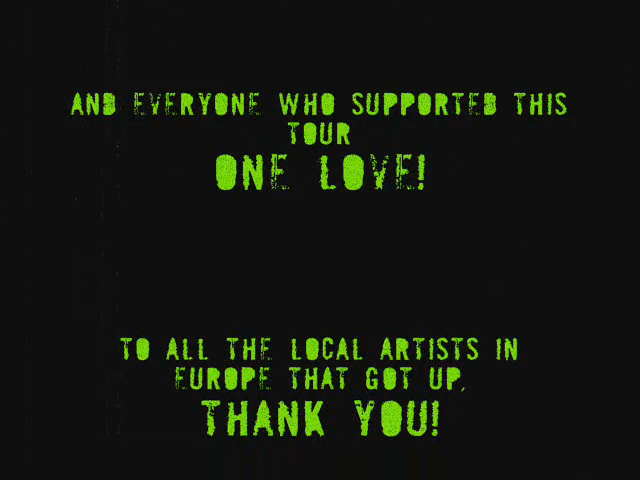 AND EVERYONE WHO SUPPORTED THIS
TOUR
ONE LOVE!
TO ALL THE LOCAL ARTISTS IN
EUROPE THAT GOT UP,
THANK YOU!